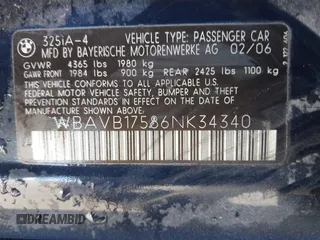 325iA-4 VEHICLE TYPE: PASSENGER CAR
MFD BY BAYERISCHE MOTORENWERKE AG 02/06
GVWR 4365 lbs 1980 kg
GAWR FRONT 1984 lbs 900 kg REAR 2425 lbs 1100 kg
THIS VEHICLE CONFORMS TO ALL APPLICABLE
FEDERAL MOTOR VEHICLE SAFETY, BUMPER, AND
THEFT PREVENTION STANDARDS IN EFFECT ON THE DATE OF
MANUFACTURE SHOWN ABOVE.
WBAVB17586NK34340
DREAMBID